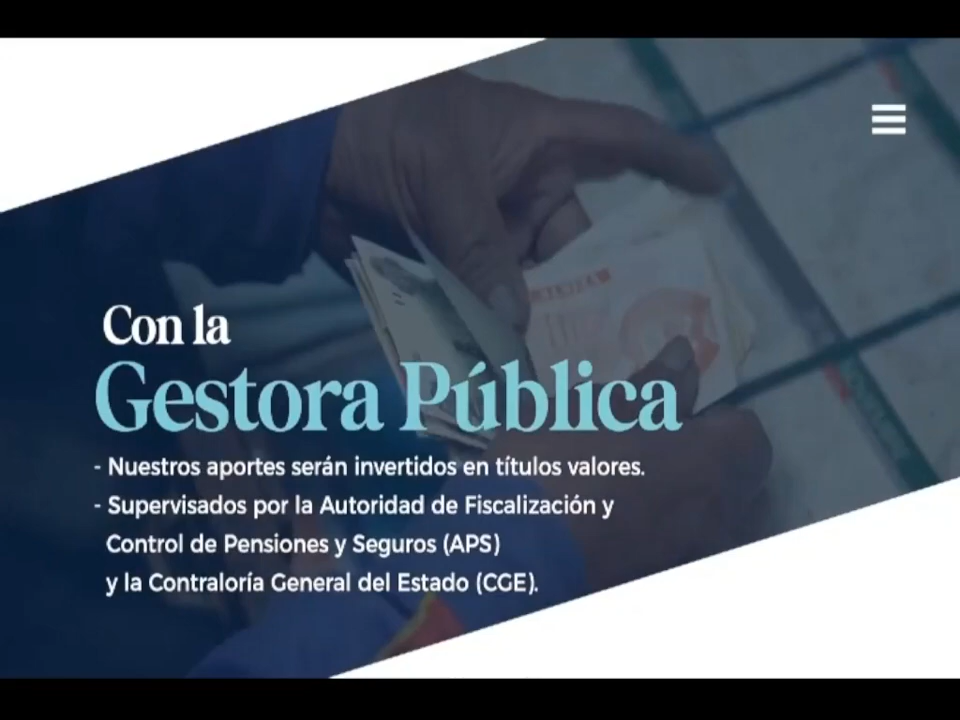 Con la
Gestora Pública
- Nuestros aportes serán invertidos en títulos valores.
- Supervisados por la Autoridad de Fiscalización y
Control de Pensiones y Seguros (APS)
y la Contraloría General del Estado (CGE).